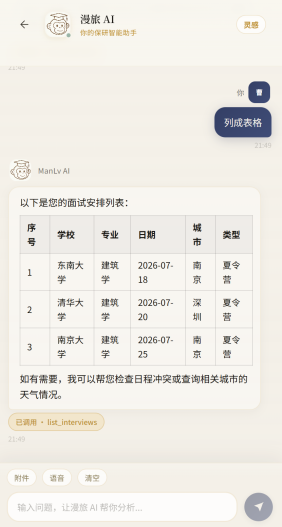 漫旅 AI
你的保研智能助手
灵感
你 曹
列成表格
21:49
ManLv AI
以下是您的面试安排列表：
序号 学校 专业 日期 城市 类型
1 东南大学 建筑学 2026-07-18 南京 夏令营
2 清华大学 建筑学 2026-07-20 深圳 夏令营
3 南京大学 建筑学 2026-07-25 南京 夏令营
如有需要，我可以帮您检查日程冲突或查询相关城市的
天气情况。
已调用 · list_interviews
21:49
附件 语音 清空
输入问题，让漫旅 AI 帮你分析...